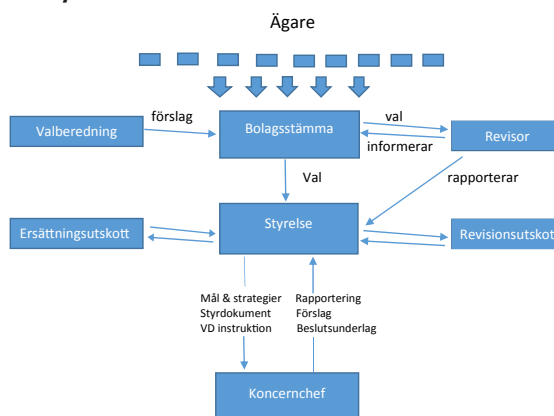 Ägare
förslag
val
Valberedning
Bolagsstämma
Revisor
informerar
Val
rapporterar
Ersättningsutskott
Styrelse
Revisionsutskot
Mål & strategier
Styrdokument
VD instruktion
Rapportering
Förslag
Beslutsunderlag
Koncernchef